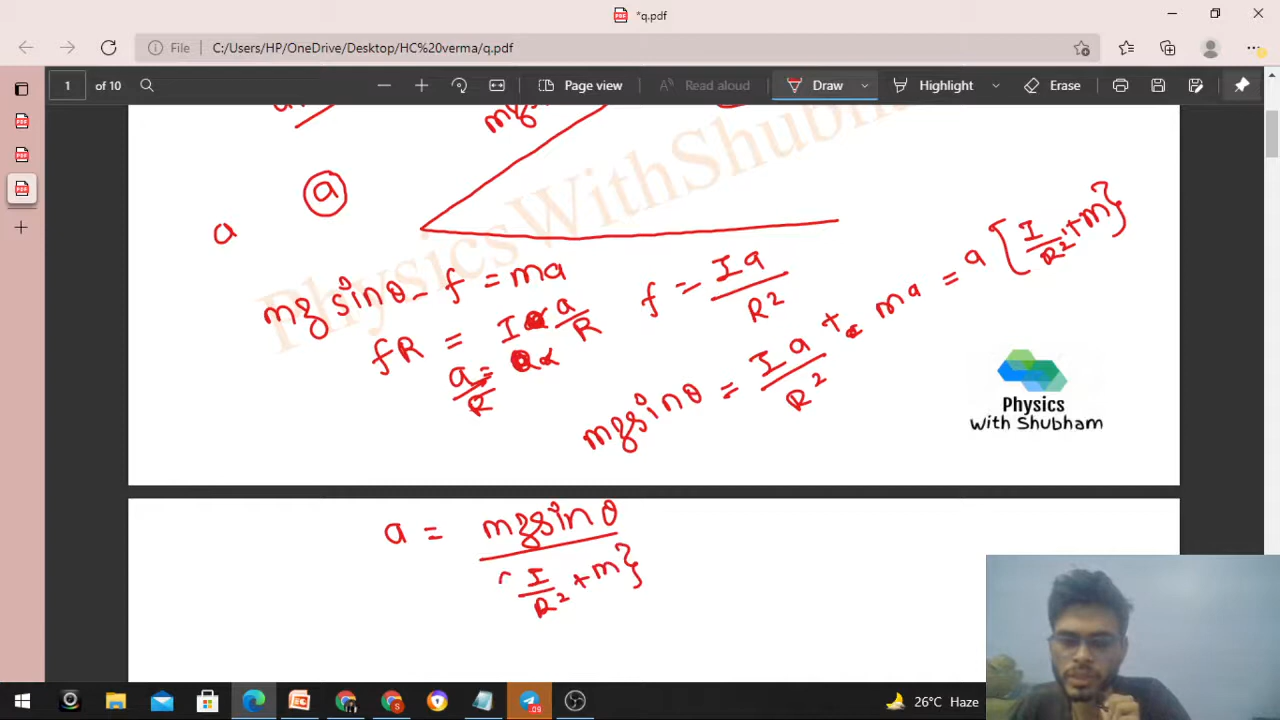 *q.pdf
File C:/Users/HP/OneDrive/Desktop/HC%20verma/q.pdf
1 of 10 Page view Read aloud Draw Highlight Erase
PhysicsWithShubham
a
a
mg sinθ - f = ma
fR = Iα a/R
a/R = α
f = Ia/R²
mg sinθ = Ia/R² + ma = a {I/R² + m}
Physics
With Shubham
a = mg sinθ / {I/R² + m}
26°C Haze